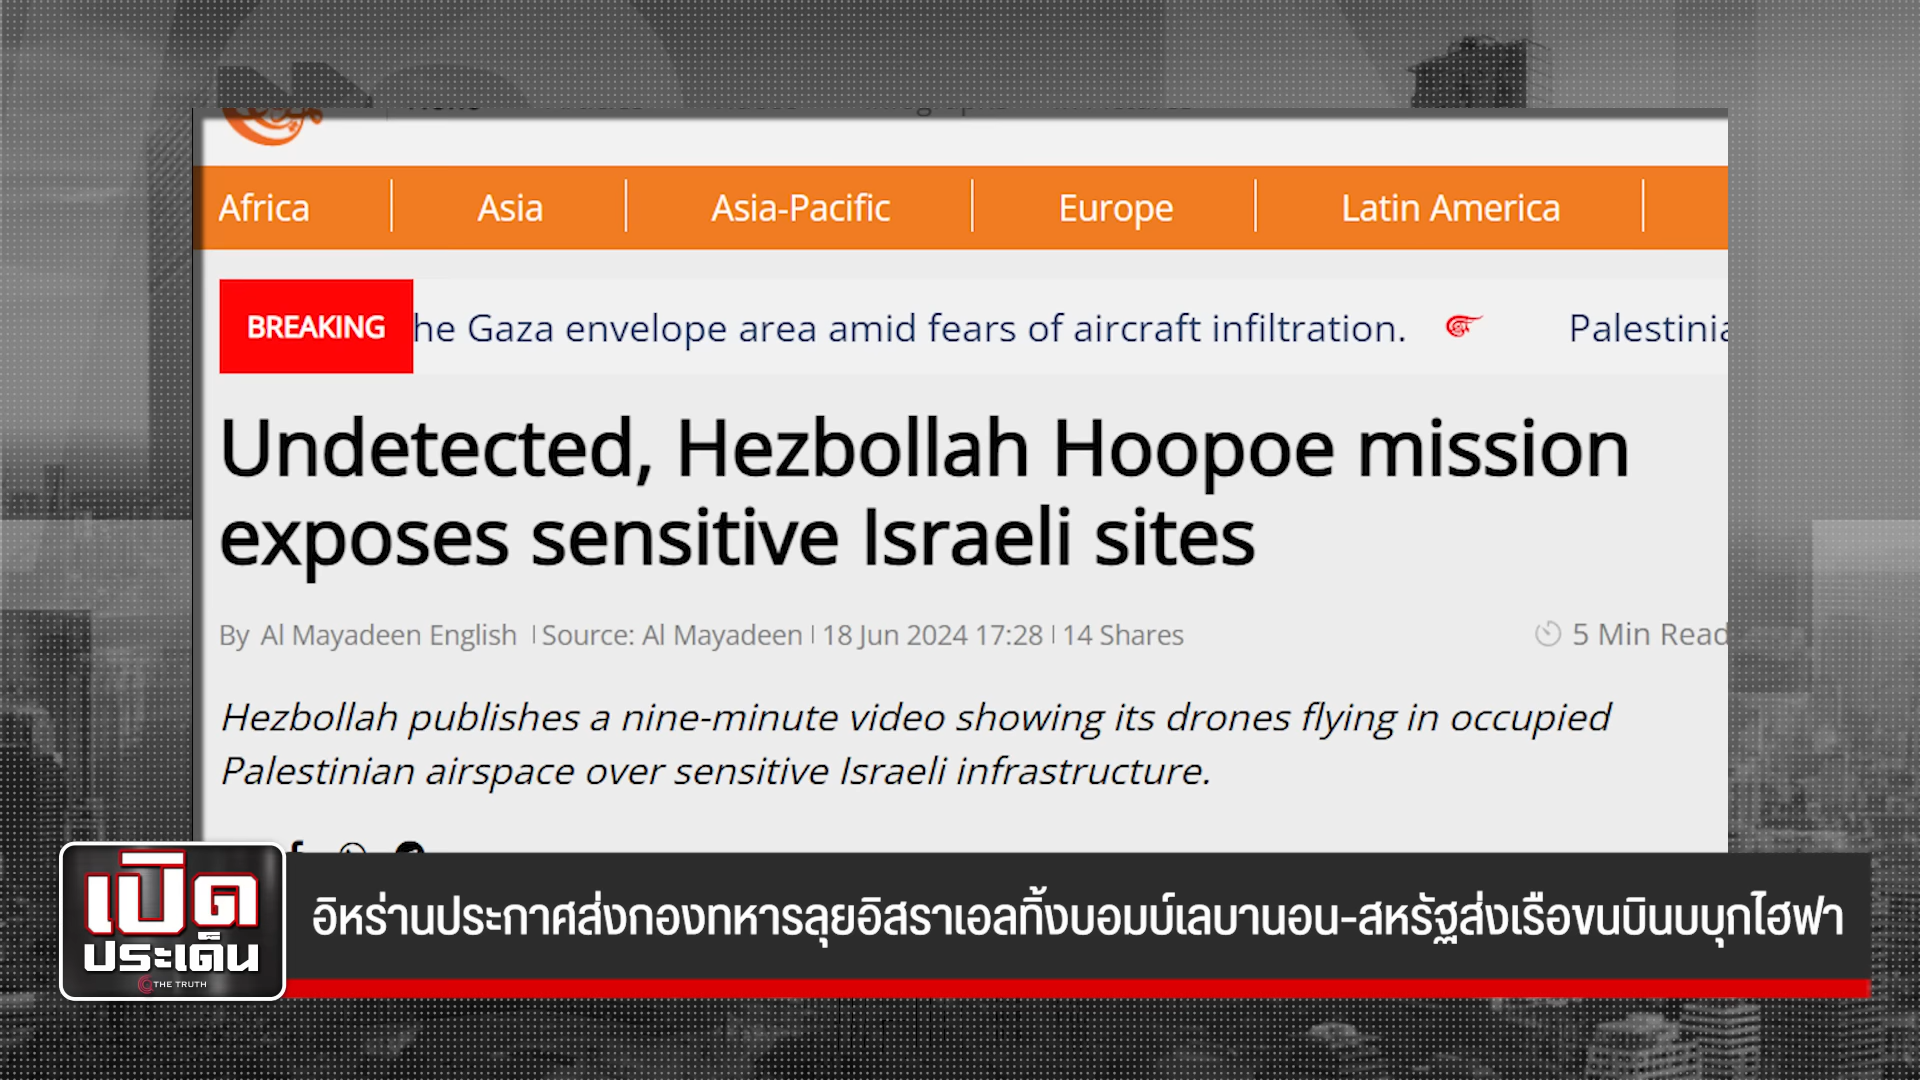 Africa
Asia
Asia-Pacific
Europe
Latin America
BREAKING
he Gaza envelope area amid fears of aircraft infiltration.
Palestinia
Undetected, Hezbollah Hoopoe mission
exposes sensitive Israeli sites
By Al Mayadeen English | Source: Al Mayadeen | 18 Jun 2024 17:28 | 14 Shares
5 Min Read
Hezbollah publishes a nine-minute video showing its drones flying in occupied
Palestinian airspace over sensitive Israeli infrastructure.
เปิด
ประเด็น
THE TRUTH
อิหร่านประกาศส่งกองทหารลุยอิสราเอลทิ้งบอมบ์เลบานอน-สหรัฐส่งเรือขนบินบบุกไฮฟา